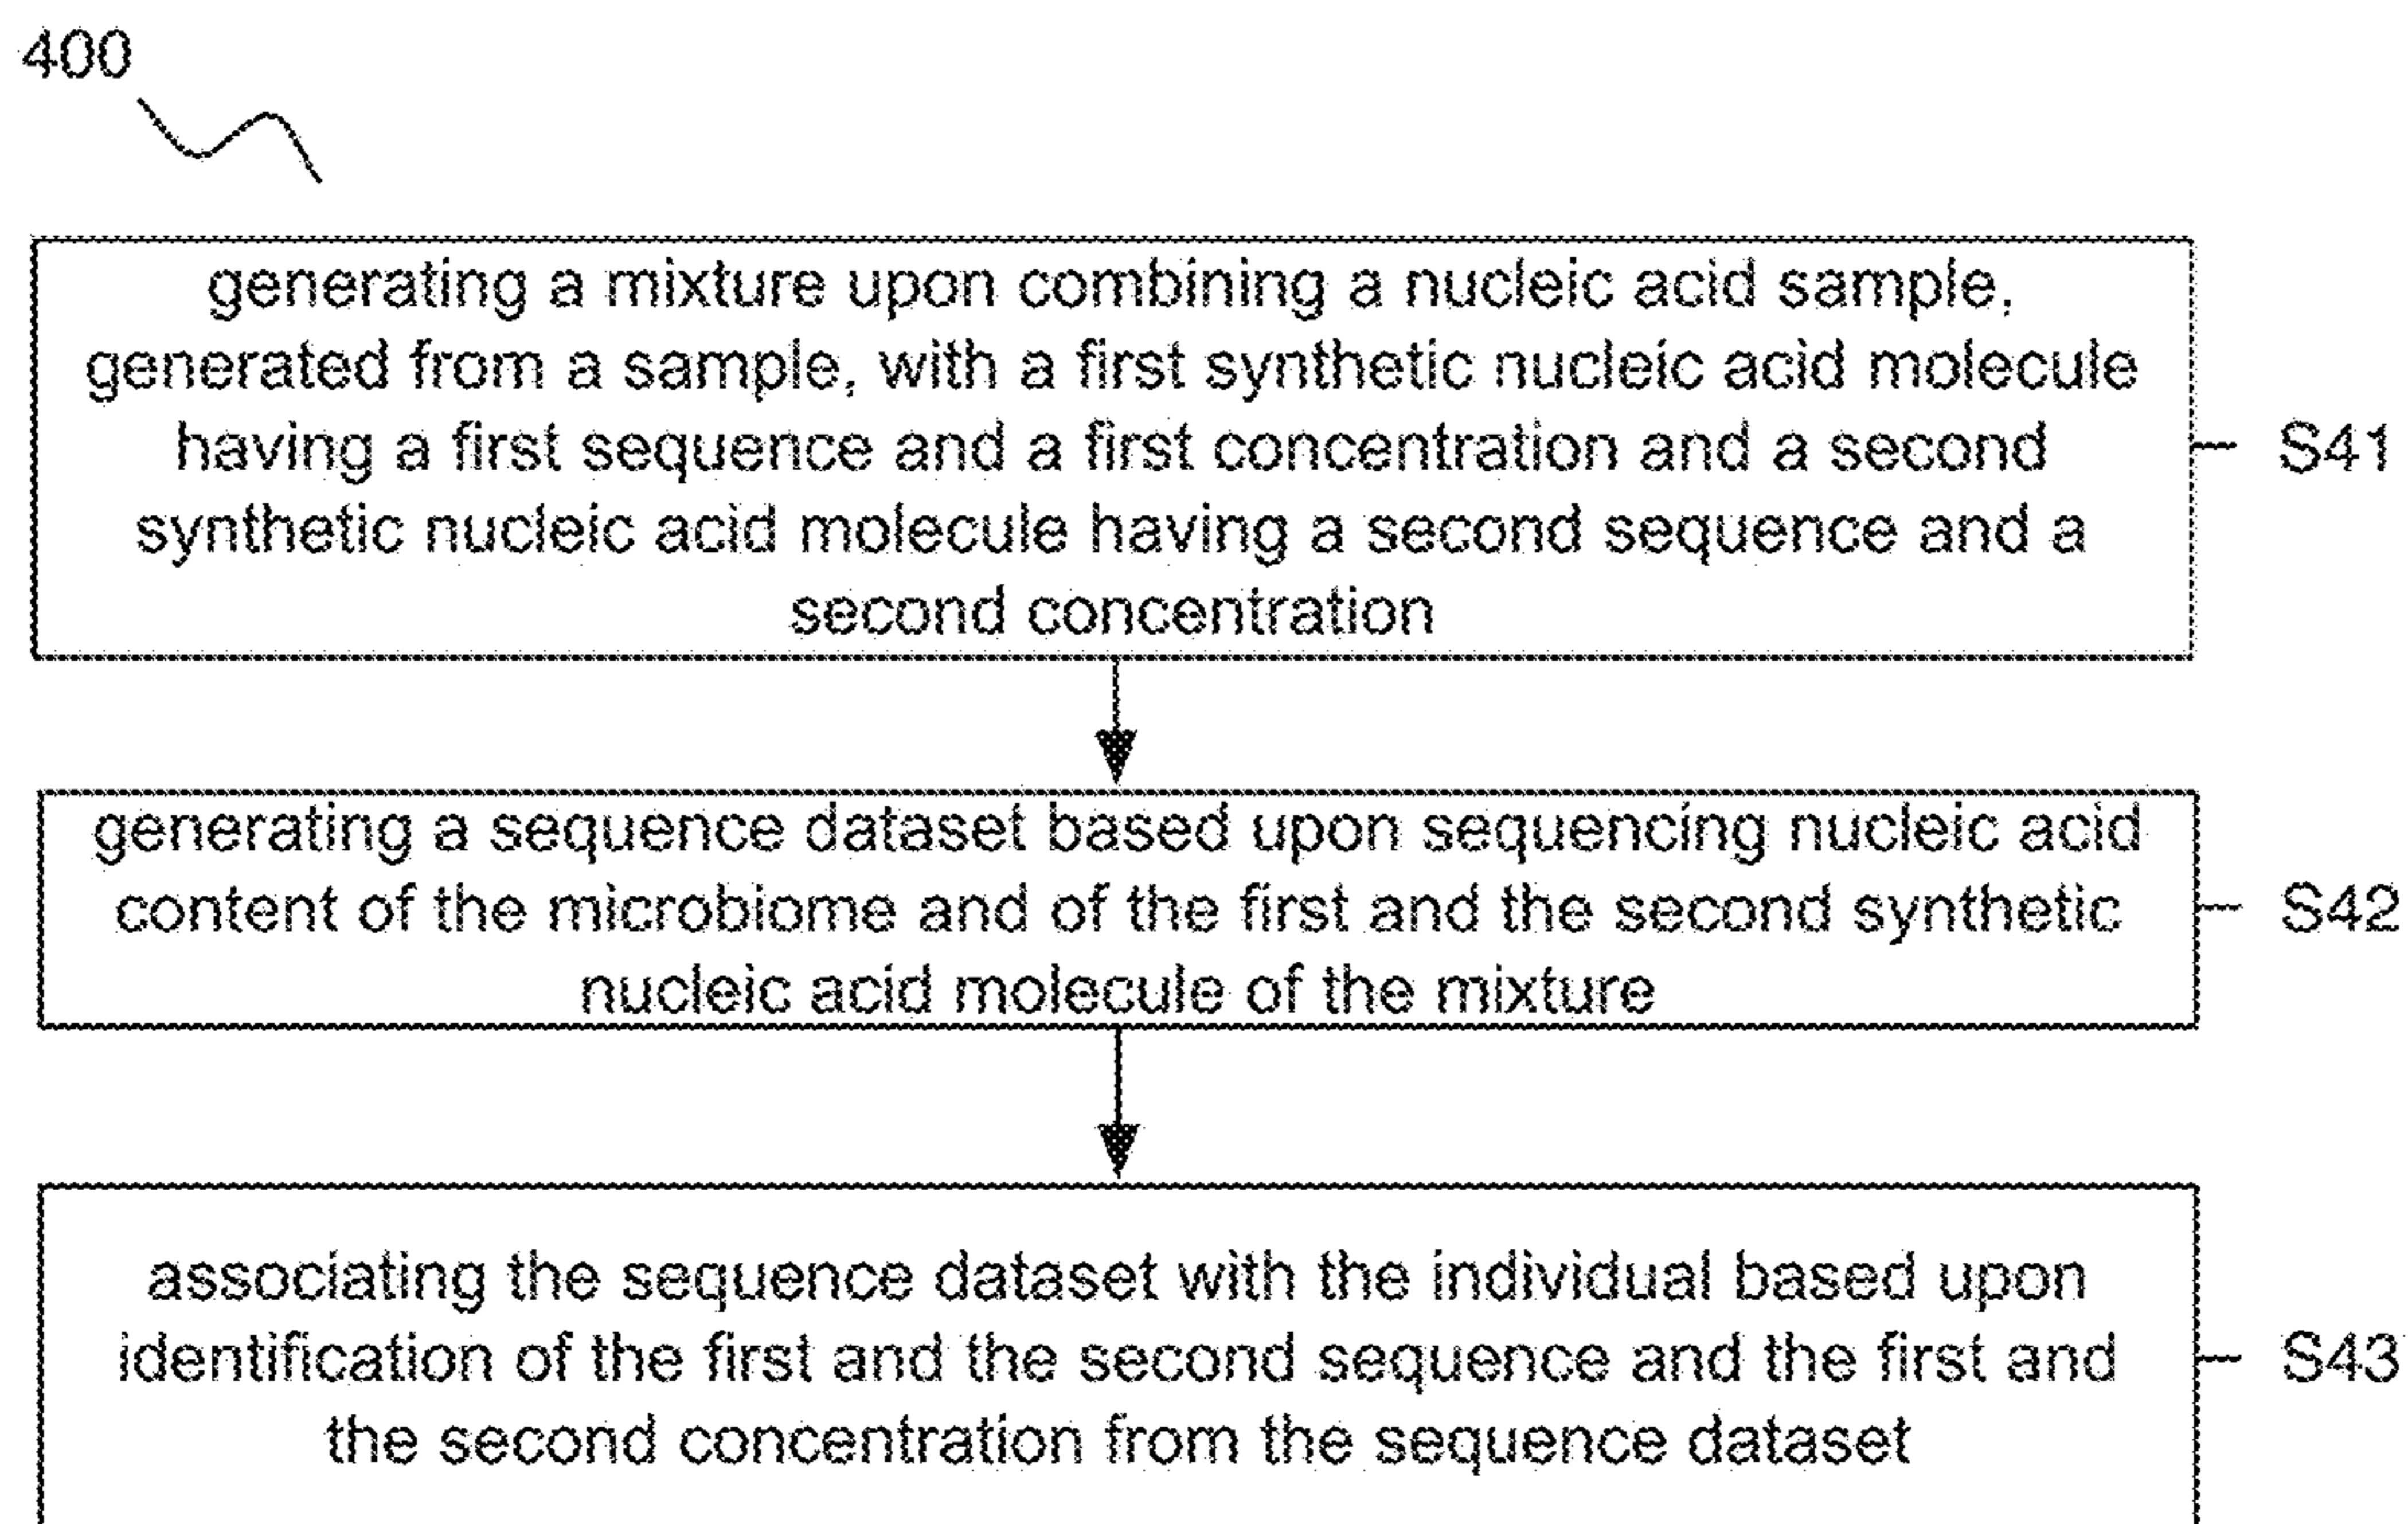 400
generating a mixture upon combining a nucleic acid sample,
generated from a sample, with a first synthetic nucleic acid molecule
having a first sequence and a first concentration and a second
synthetic nucleic acid molecule having a second sequence and a
second concentration
S41
generating a sequence dataset based upon sequencing nucleic acid
content of the microbiome and of the first and the second synthetic
nucleic acid molecule of the mixture
S42
associating the sequence dataset with the individual based upon
identification of the first and the second sequence and the first and
the second concentration from the sequence dataset
S43